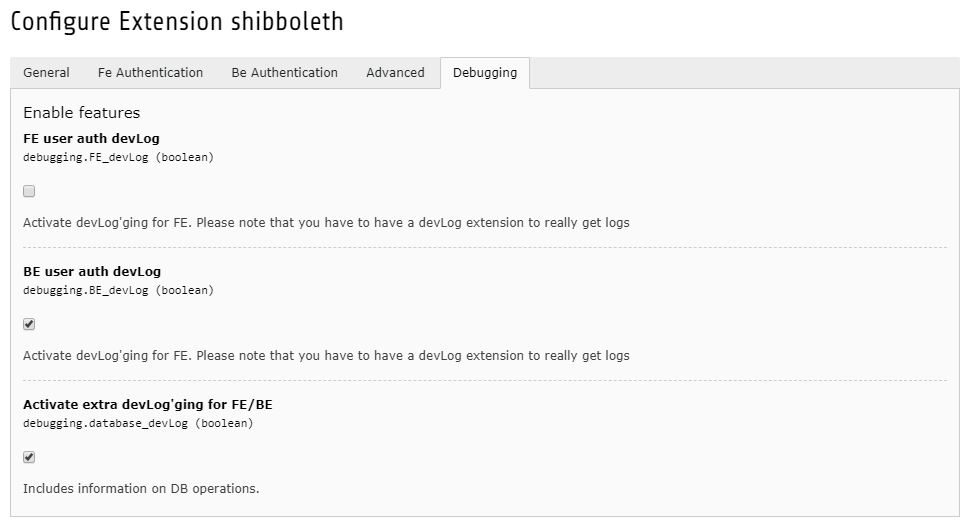 Configure Extension shibboleth
General Fe Authentication Be Authentication Advanced Debugging
Enable features
FE user auth devLog
debugging.FE_devLog (boolean)
Activate devLog'ging for FE. Please note that you have to have a devLog extension to really get logs
BE user auth devLog
debugging.BE_devLog (boolean)
Activate devLog'ging for FE. Please note that you have to have a devLog extension to really get logs
Activate extra devLog'ging for FE/BE
debugging.database_devLog (boolean)
Includes information on DB operations.